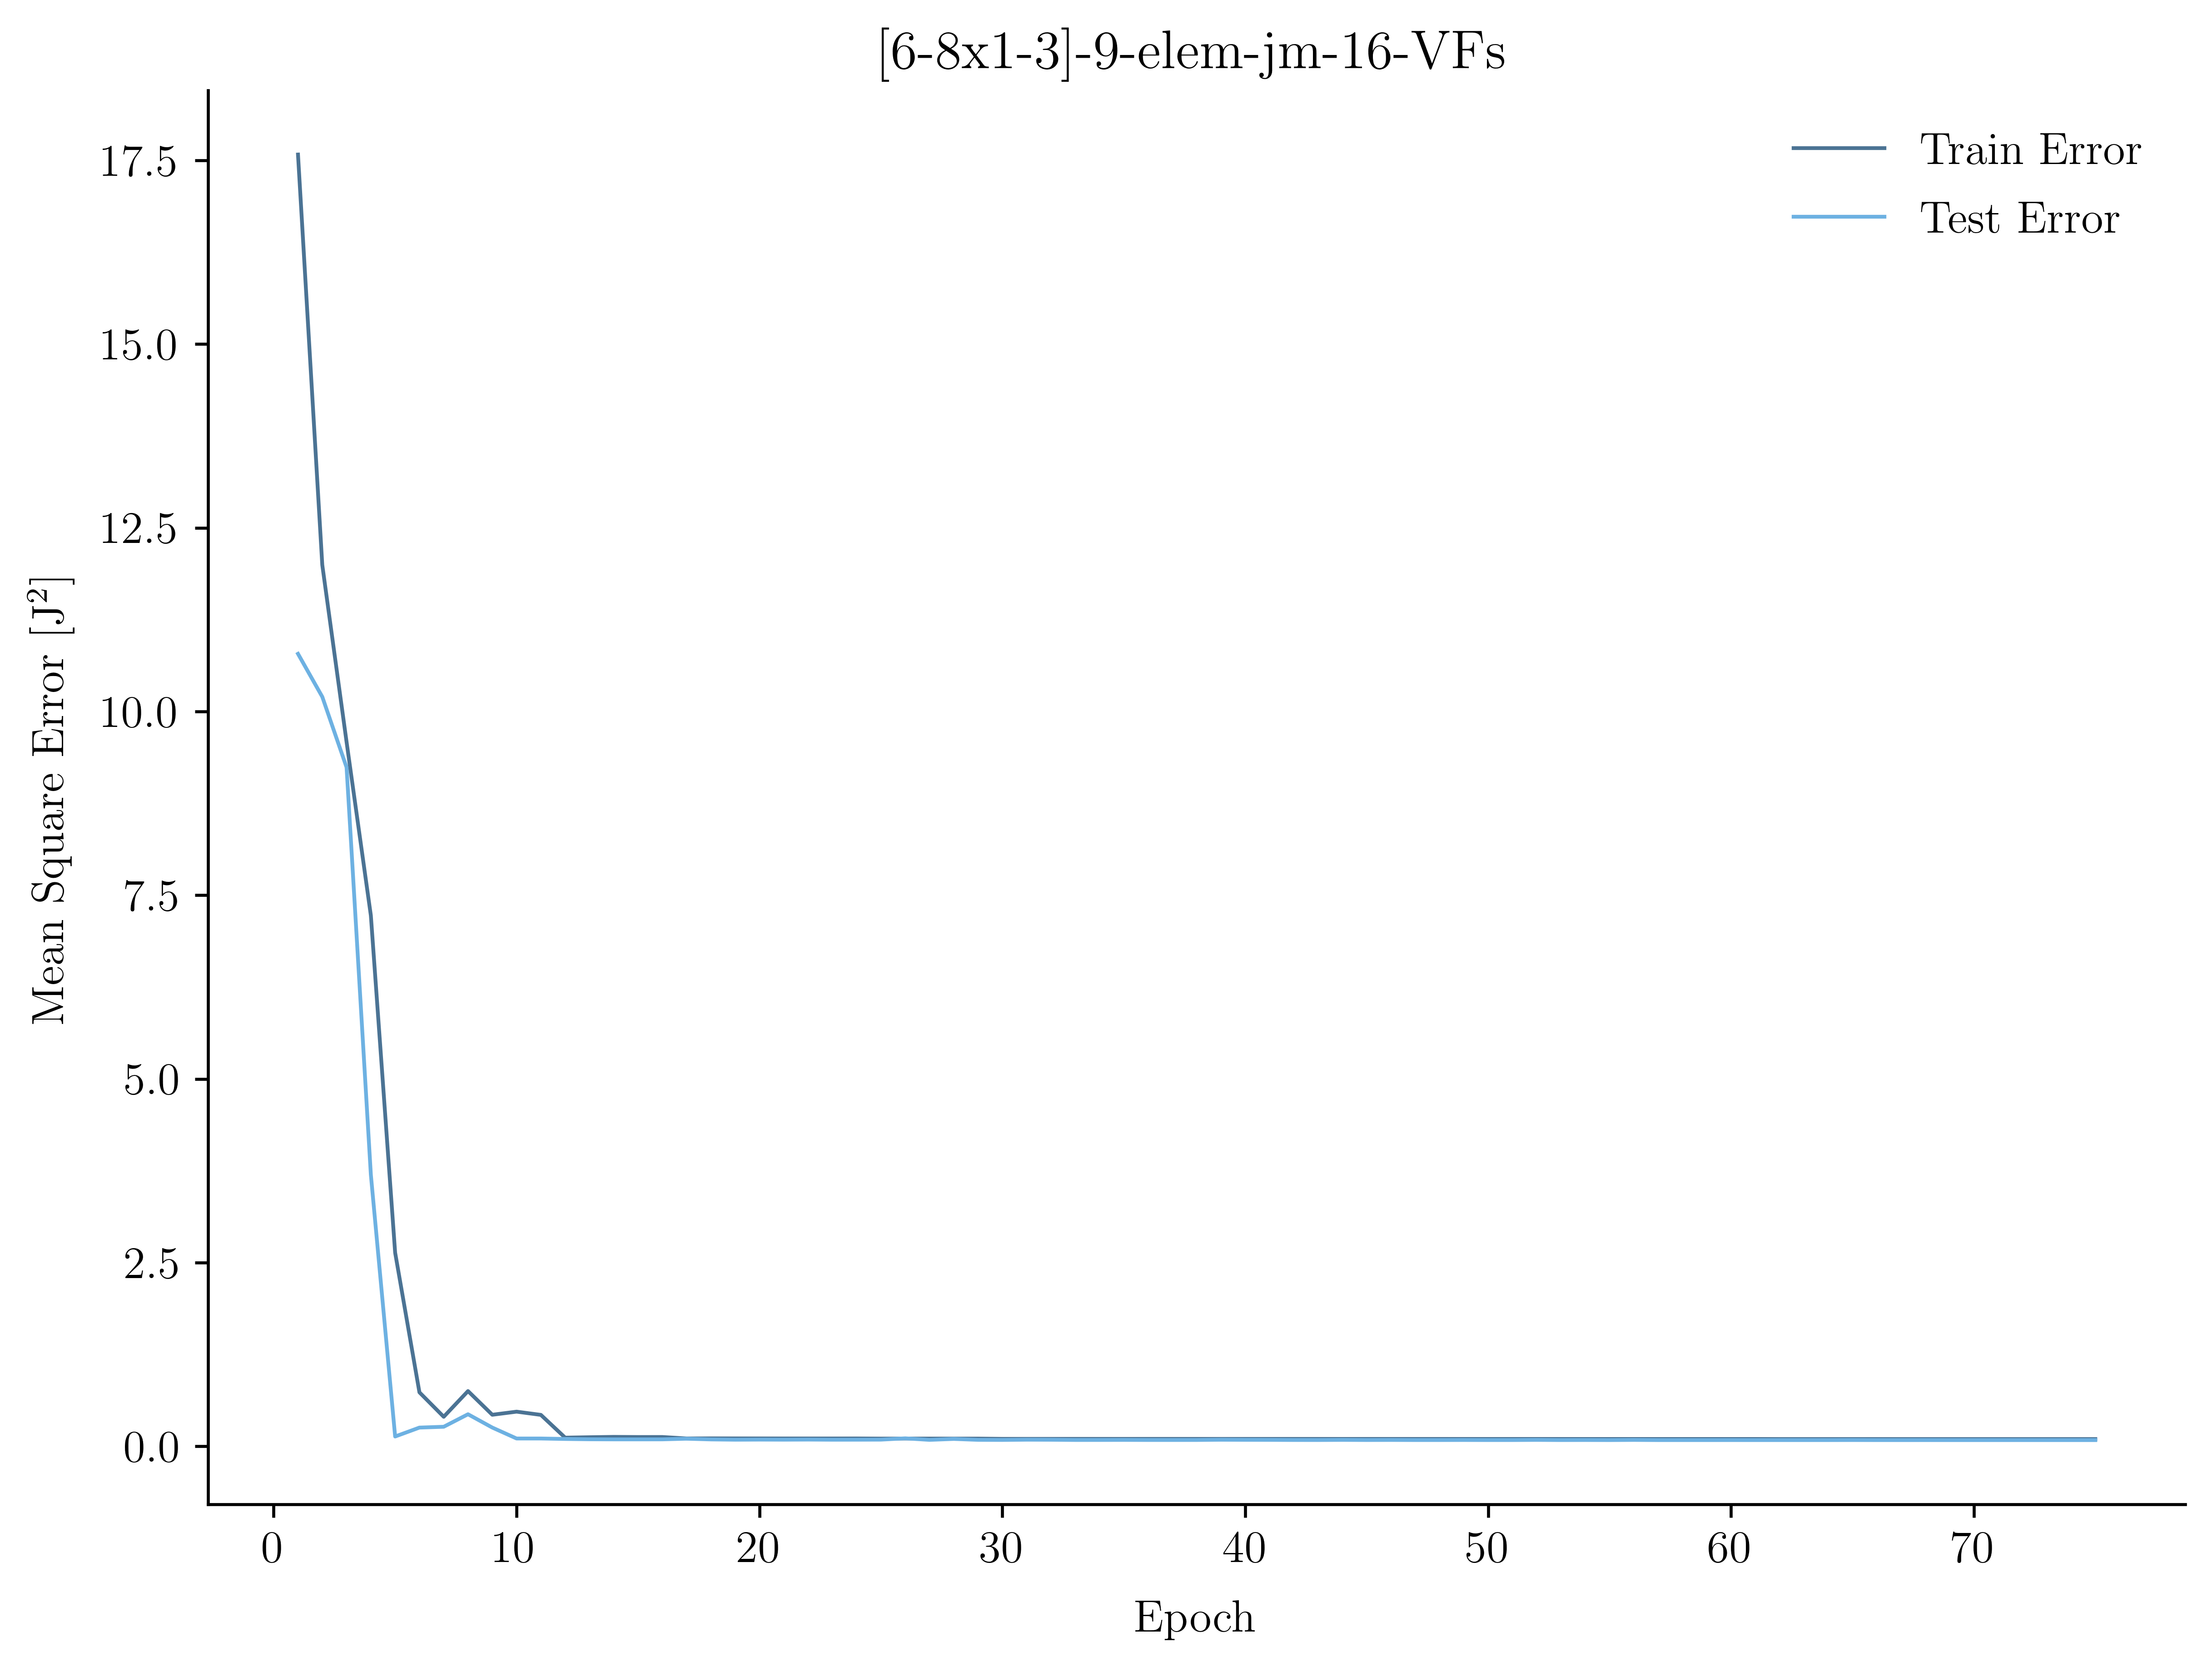 [6-8x1-3]-9-elem-jm-16-VFs
Train Error
Test Error
17.5
15.0
12.5
10.0
7.5
5.0
2.5
0.0
Mean Square Error [J²]
0 10 20 30 40 50 60 70
Epoch